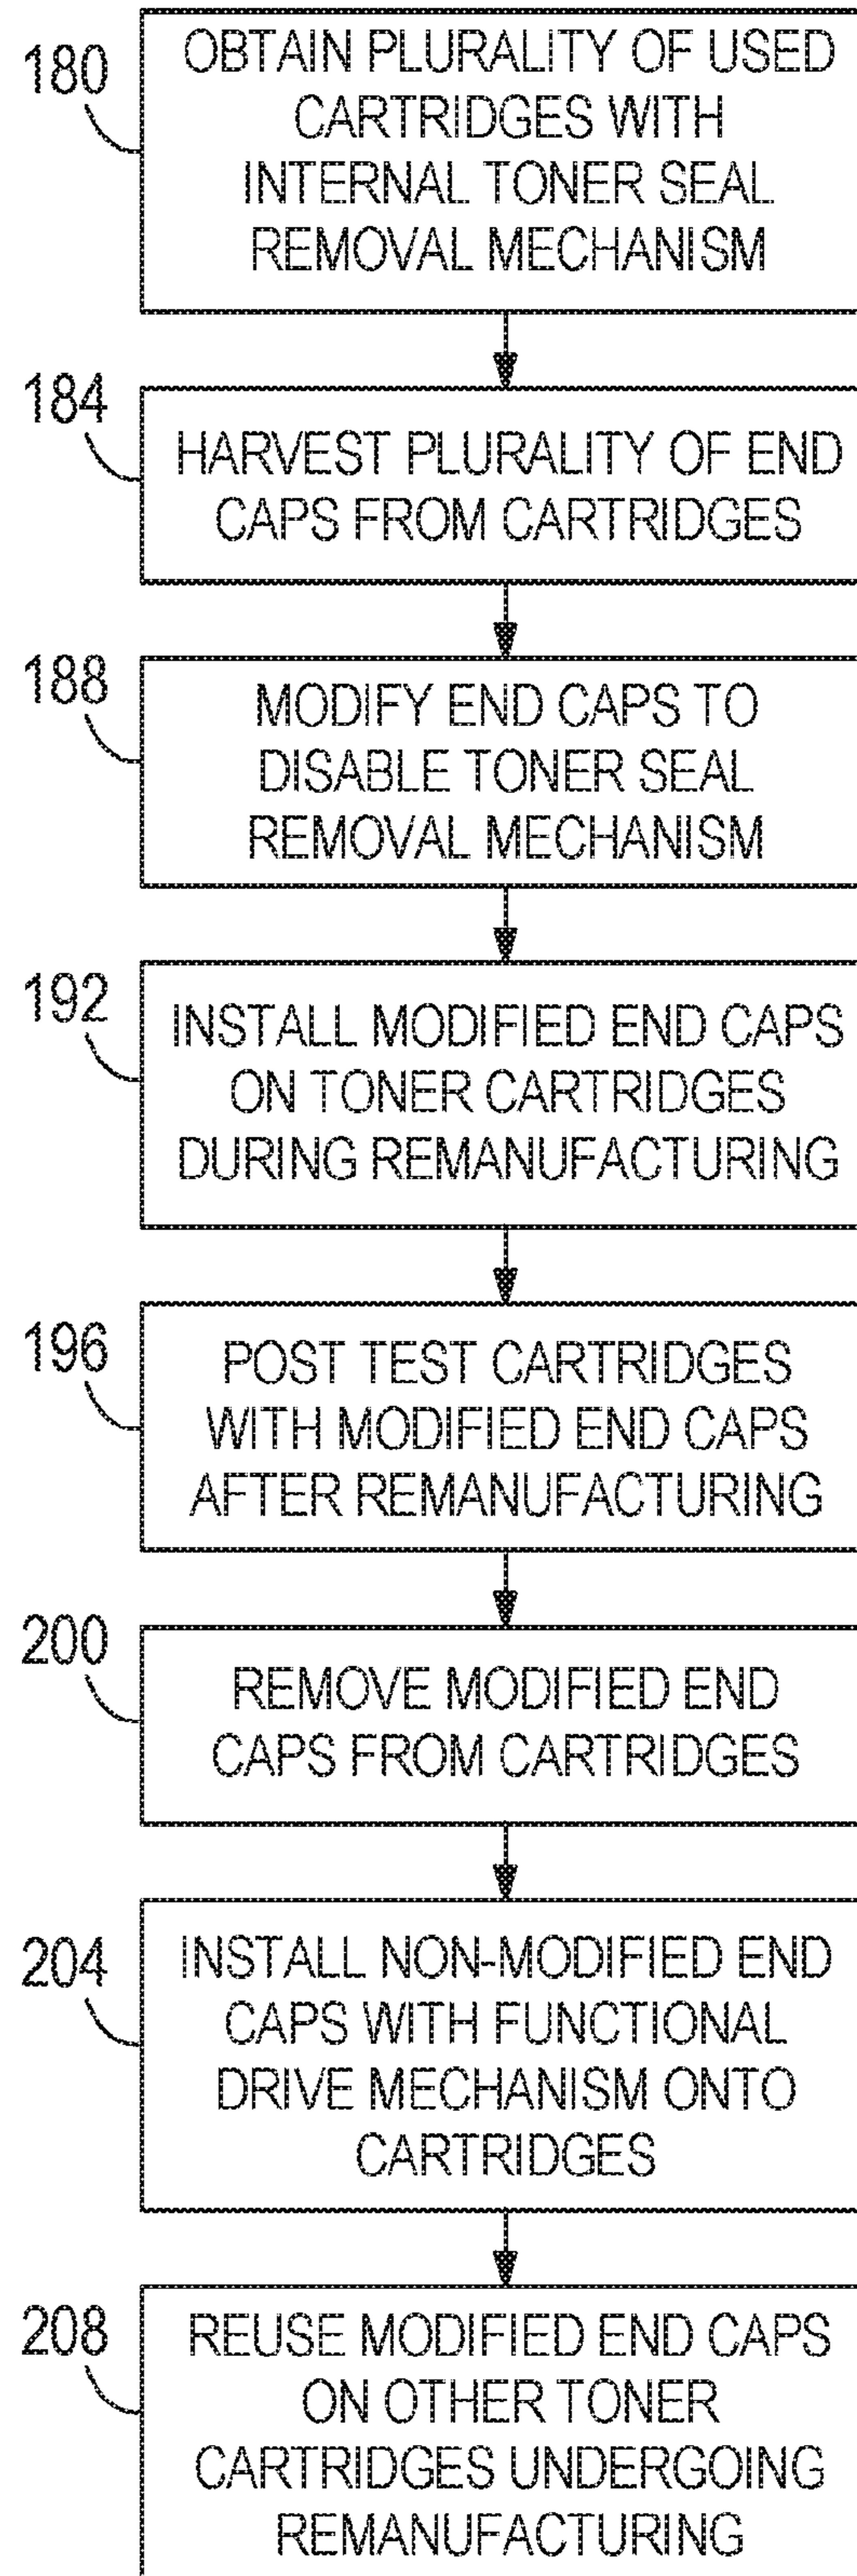 180
OBTAIN PLURALITY OF USED
CARTRIDGES WITH
INTERNAL TONER SEAL
REMOVAL MECHANISM
184
HARVEST PLURALITY OF END
CAPS FROM CARTRIDGES
188
MODIFY END CAPS TO
DISABLE TONER SEAL
REMOVAL MECHANISM
192
INSTALL MODIFIED END CAPS
ON TONER CARTRIDGES
DURING REMANUFACTURING
196
POST TEST CARTRIDGES
WITH MODIFIED END CAPS
AFTER REMANUFACTURING
200
REMOVE MODIFIED END
CAPS FROM CARTRIDGES
204
INSTALL NON-MODIFIED END
CAPS WITH FUNCTIONAL
DRIVE MECHANISM ONTO
CARTRIDGES
208
REUSE MODIFIED END CAPS
ON OTHER TONER
CARTRIDGES UNDERGOING
REMANUFACTURING